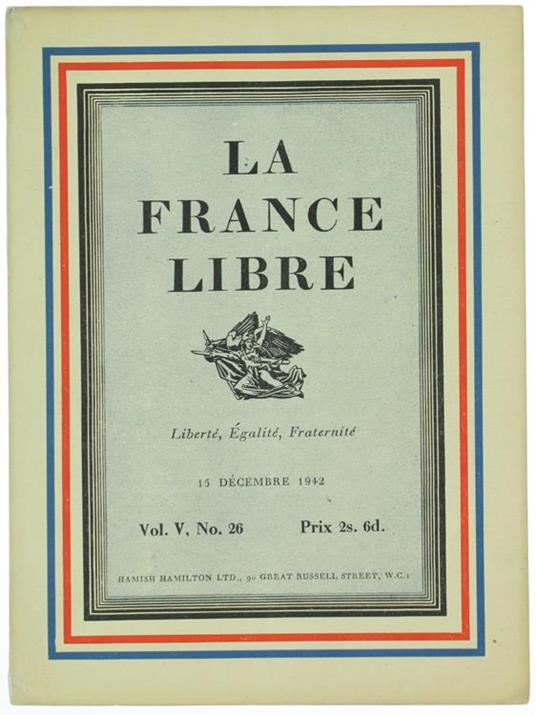 LA
FRANCE
LIBRE
Liberté, Égalité, Fraternité
15 DÉCEMBRE 1942
Vol. V, No. 26 Prix 2s. 6d.
HAMISH HAMILTON LTD., 90 GREAT RUSSELL STREET, W.C.1